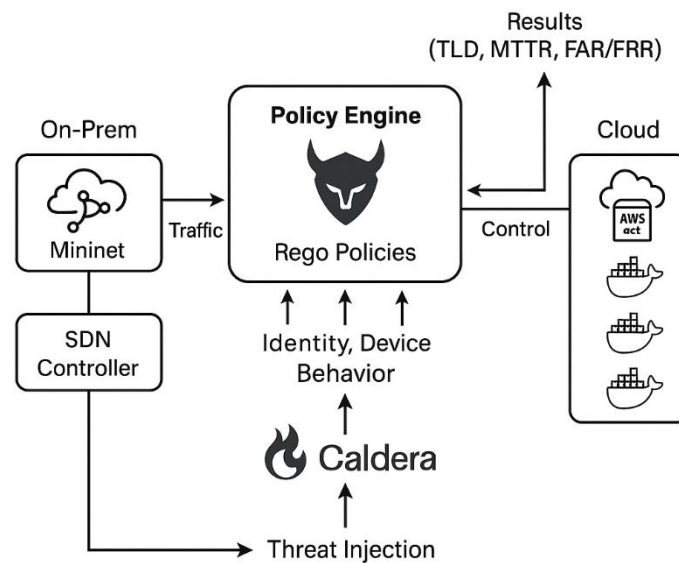 Results
(TLD, MTTR, FAR/FRR)
On-Prem
Policy Engine
Cloud
Mininet
Traffic
Rego Policies
Control
AWS
act
SDN
Controller
Identity, Device
Behavior
Caldera
Threat Injection